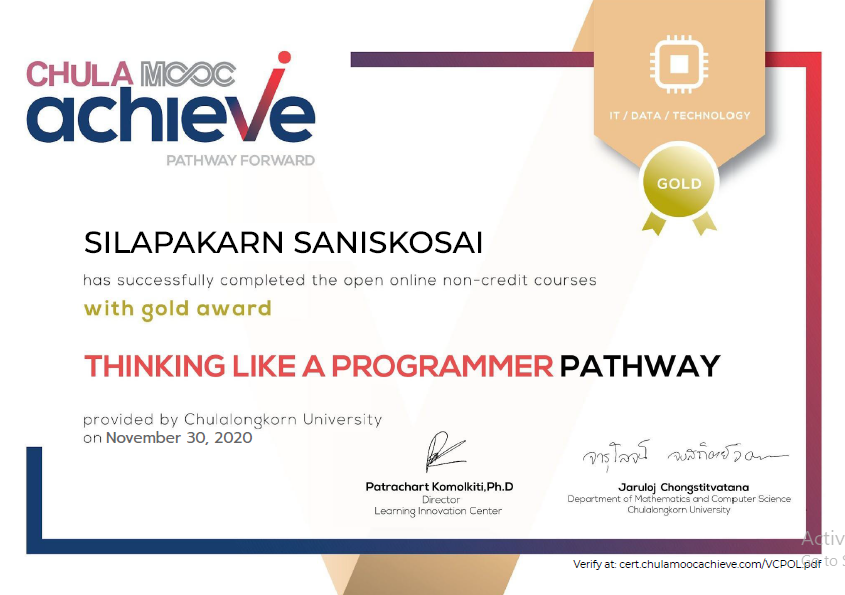 CHULA MOOC
achieve
PATHWAY FORWARD
IT / DATA / TECHNOLOGY
GOLD
SILAPAKARN SANISKOSAI
has successfully completed the open online non-credit courses
with gold award
THINKING LIKE A PROGRAMMER PATHWAY
provided by Chulalongkorn University
on November 30, 2020
Patrachart Komolkiti,Ph.D
Director
Learning Innovation Center
จารุโลจน์ จงสถิตย์วัฒนา
Jaruloj Chongstitvatana
Department of Mathematics and Computer Science
Chulalongkorn University
Activ
Go to S
Verify at: cert.chulamoocachieve.com/VCPOL.pdf